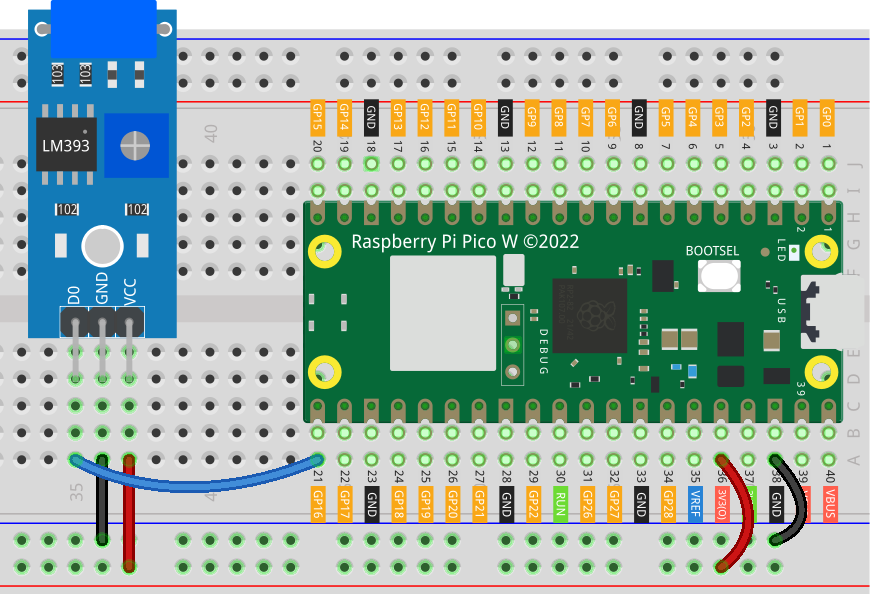 103
103
LM393
102
102
D0
GND
VCC
40
GP15
GP14
GND
GP13
GP12
GP11
GP10
GND
GP9
GP8
GP7
GP6
GND
GP5
GP4
GP3
GP2
GND
GP1
GP0
20
19
18
17
16
15
14
13
12
11
10
9
8
7
6
5
4
3
2
1
J
I
H
G
F
E
D
C
B
A
Raspberry Pi Pico W ©2022
BOOTSEL
LED
2
1
USB
DEBUG
39
35
21
22
23
24
25
26
27
28
29
30
31
32
33
34
35
36
37
38
39
40
GP16
GP17
GND
GP18
GP19
GP20
GP21
GND
GP22
RUN
GP26
GP27
GND
GP28
VREF
3V3(O)
GND
VBUS